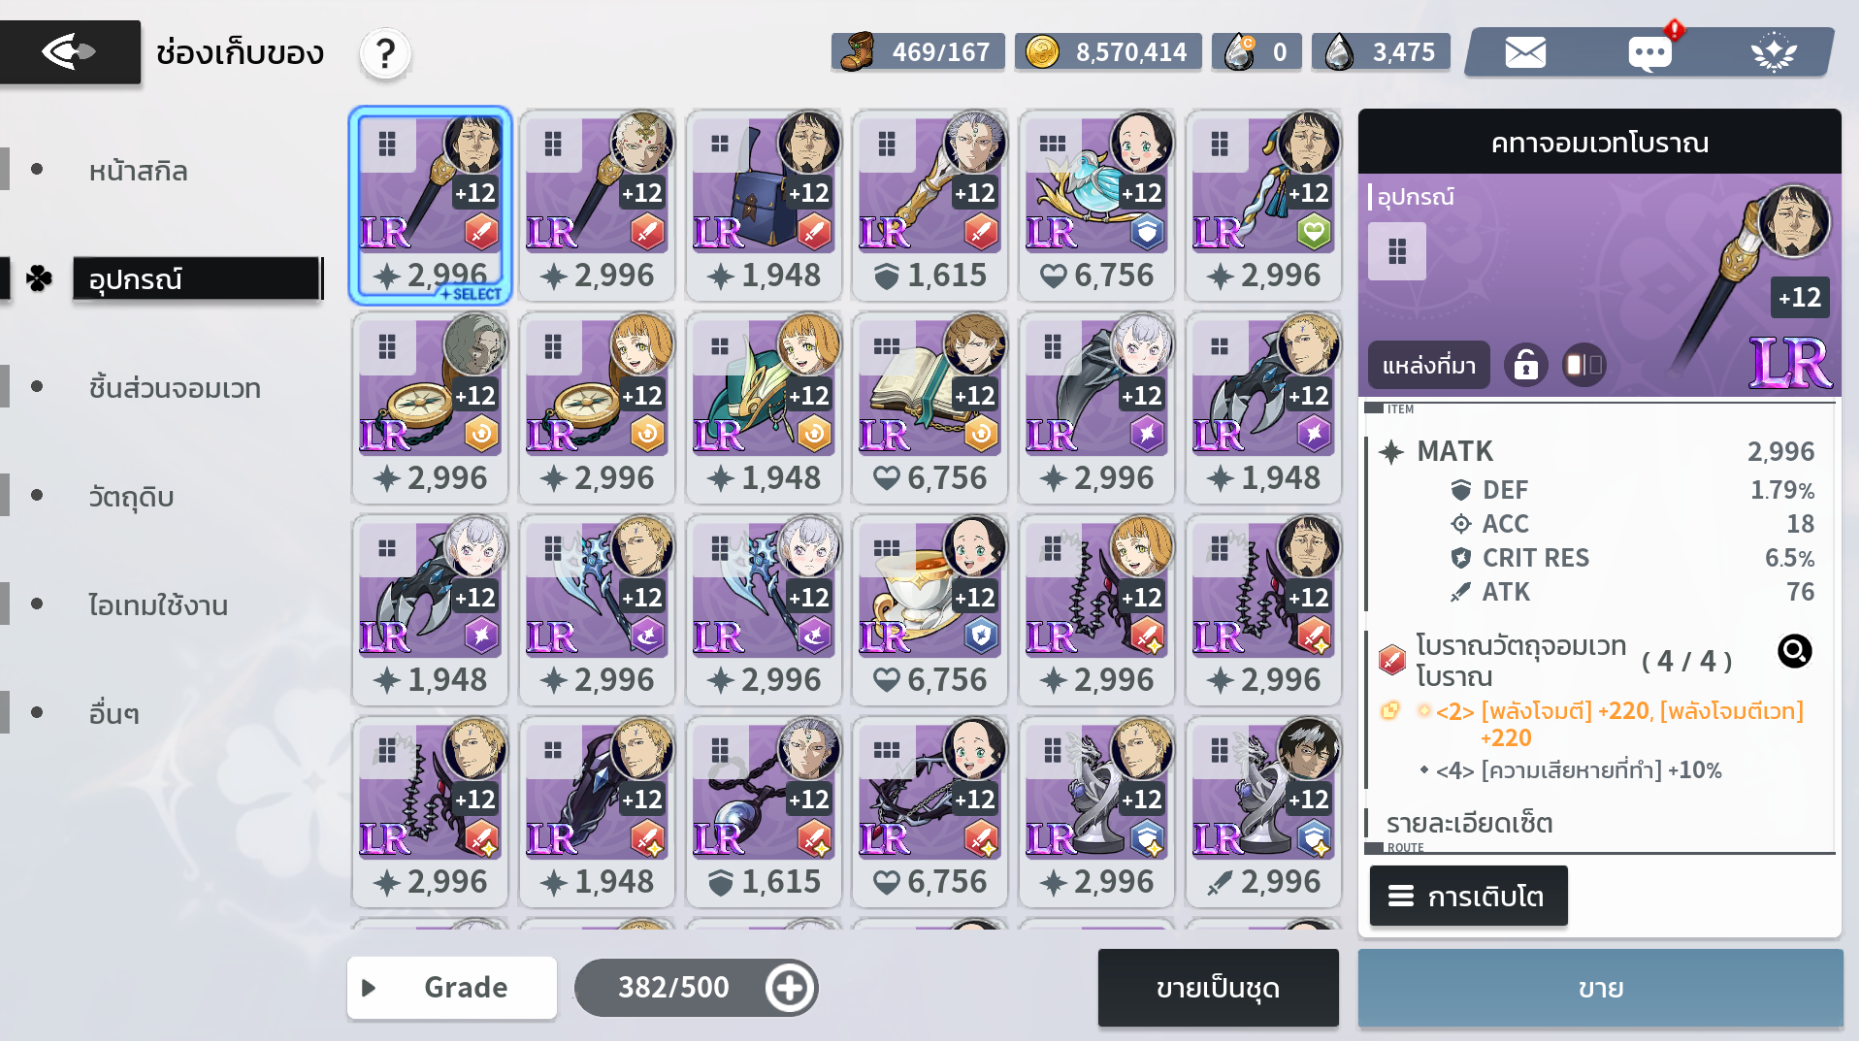 ช่องเก็บของ
?
469/167
8,570,414
0
3,475
หน้าสกิล
อุปกรณ์
ชิ้นส่วนจอมเวท
วัตถุดิบ
ไอเทมใช้งาน
อื่นๆ
+12 +12 +12 +12 +12 +12
LR LR LR LR LR LR
2,996 2,996 1,948 1,615 6,756 2,996
SELECT
+12 +12 +12 +12 +12 +12
LR LR LR LR LR LR
2,996 2,996 1,948 6,756 2,996 1,948
+12 +12 +12 +12 +12 +12
LR LR LR LR LR LR
1,948 2,996 2,996 6,756 2,996 2,996
+12 +12 +12 +12 +12 +12
LR LR LR LR LR LR
2,996 1,948 1,615 6,756 2,996 2,996
Grade
382/500
ขายเป็นชุด
คทาจอมเวทโบราณ
อุปกรณ์
+12
แหล่งที่มา
LR
ITEM
MATK 2,996
DEF 1.79%
ACC 18
CRIT RES 6.5%
ATK 76
โบราณวัตถุจอมเวท
โบราณ
( 4 / 4 )
<2> [พลังโจมตี] +220, [พลังโจมตีเวท]
+220
<4> [ความเสียหายที่ทำ] +10%
รายละเอียดเซ็ต
ROUTE
การเติบโต
ขาย